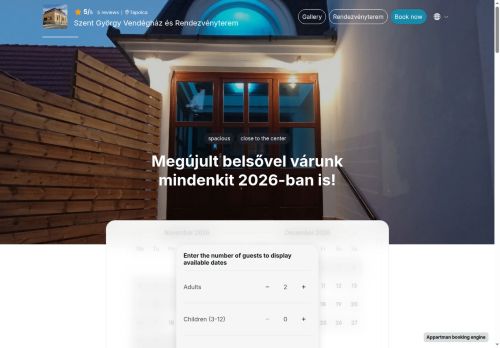 5/5 5 reviews | Tapolca
Szent György Vendégház és Rendezvényterem
Gallery
Rendezvényterem
Book now
spacious
close to the center
Megújult belsővel várunk
mindenkit 2026-ban is!
November 2026
December 2026
Enter the number of guests to display
available dates
Adults
− 2 +
Children (3-12)
− 0 +
Appartman booking engine